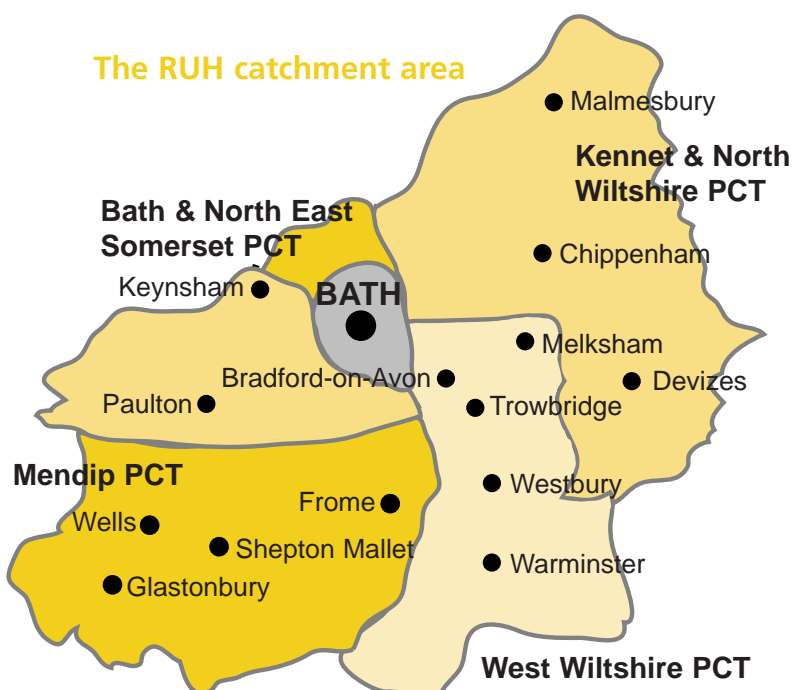 The RUH catchment area
Malmesbury
Kennet & North
Wiltshire PCT
Bath & North East
Somerset PCT
Chippenham
Keynsham
BATH
Melksham
Bradford-on-Avon
Devizes
Paulton
Trowbridge
Mendip PCT
Westbury
Frome
Wells
Shepton Mallet
Warminster
Glastonbury
West Wiltshire PCT